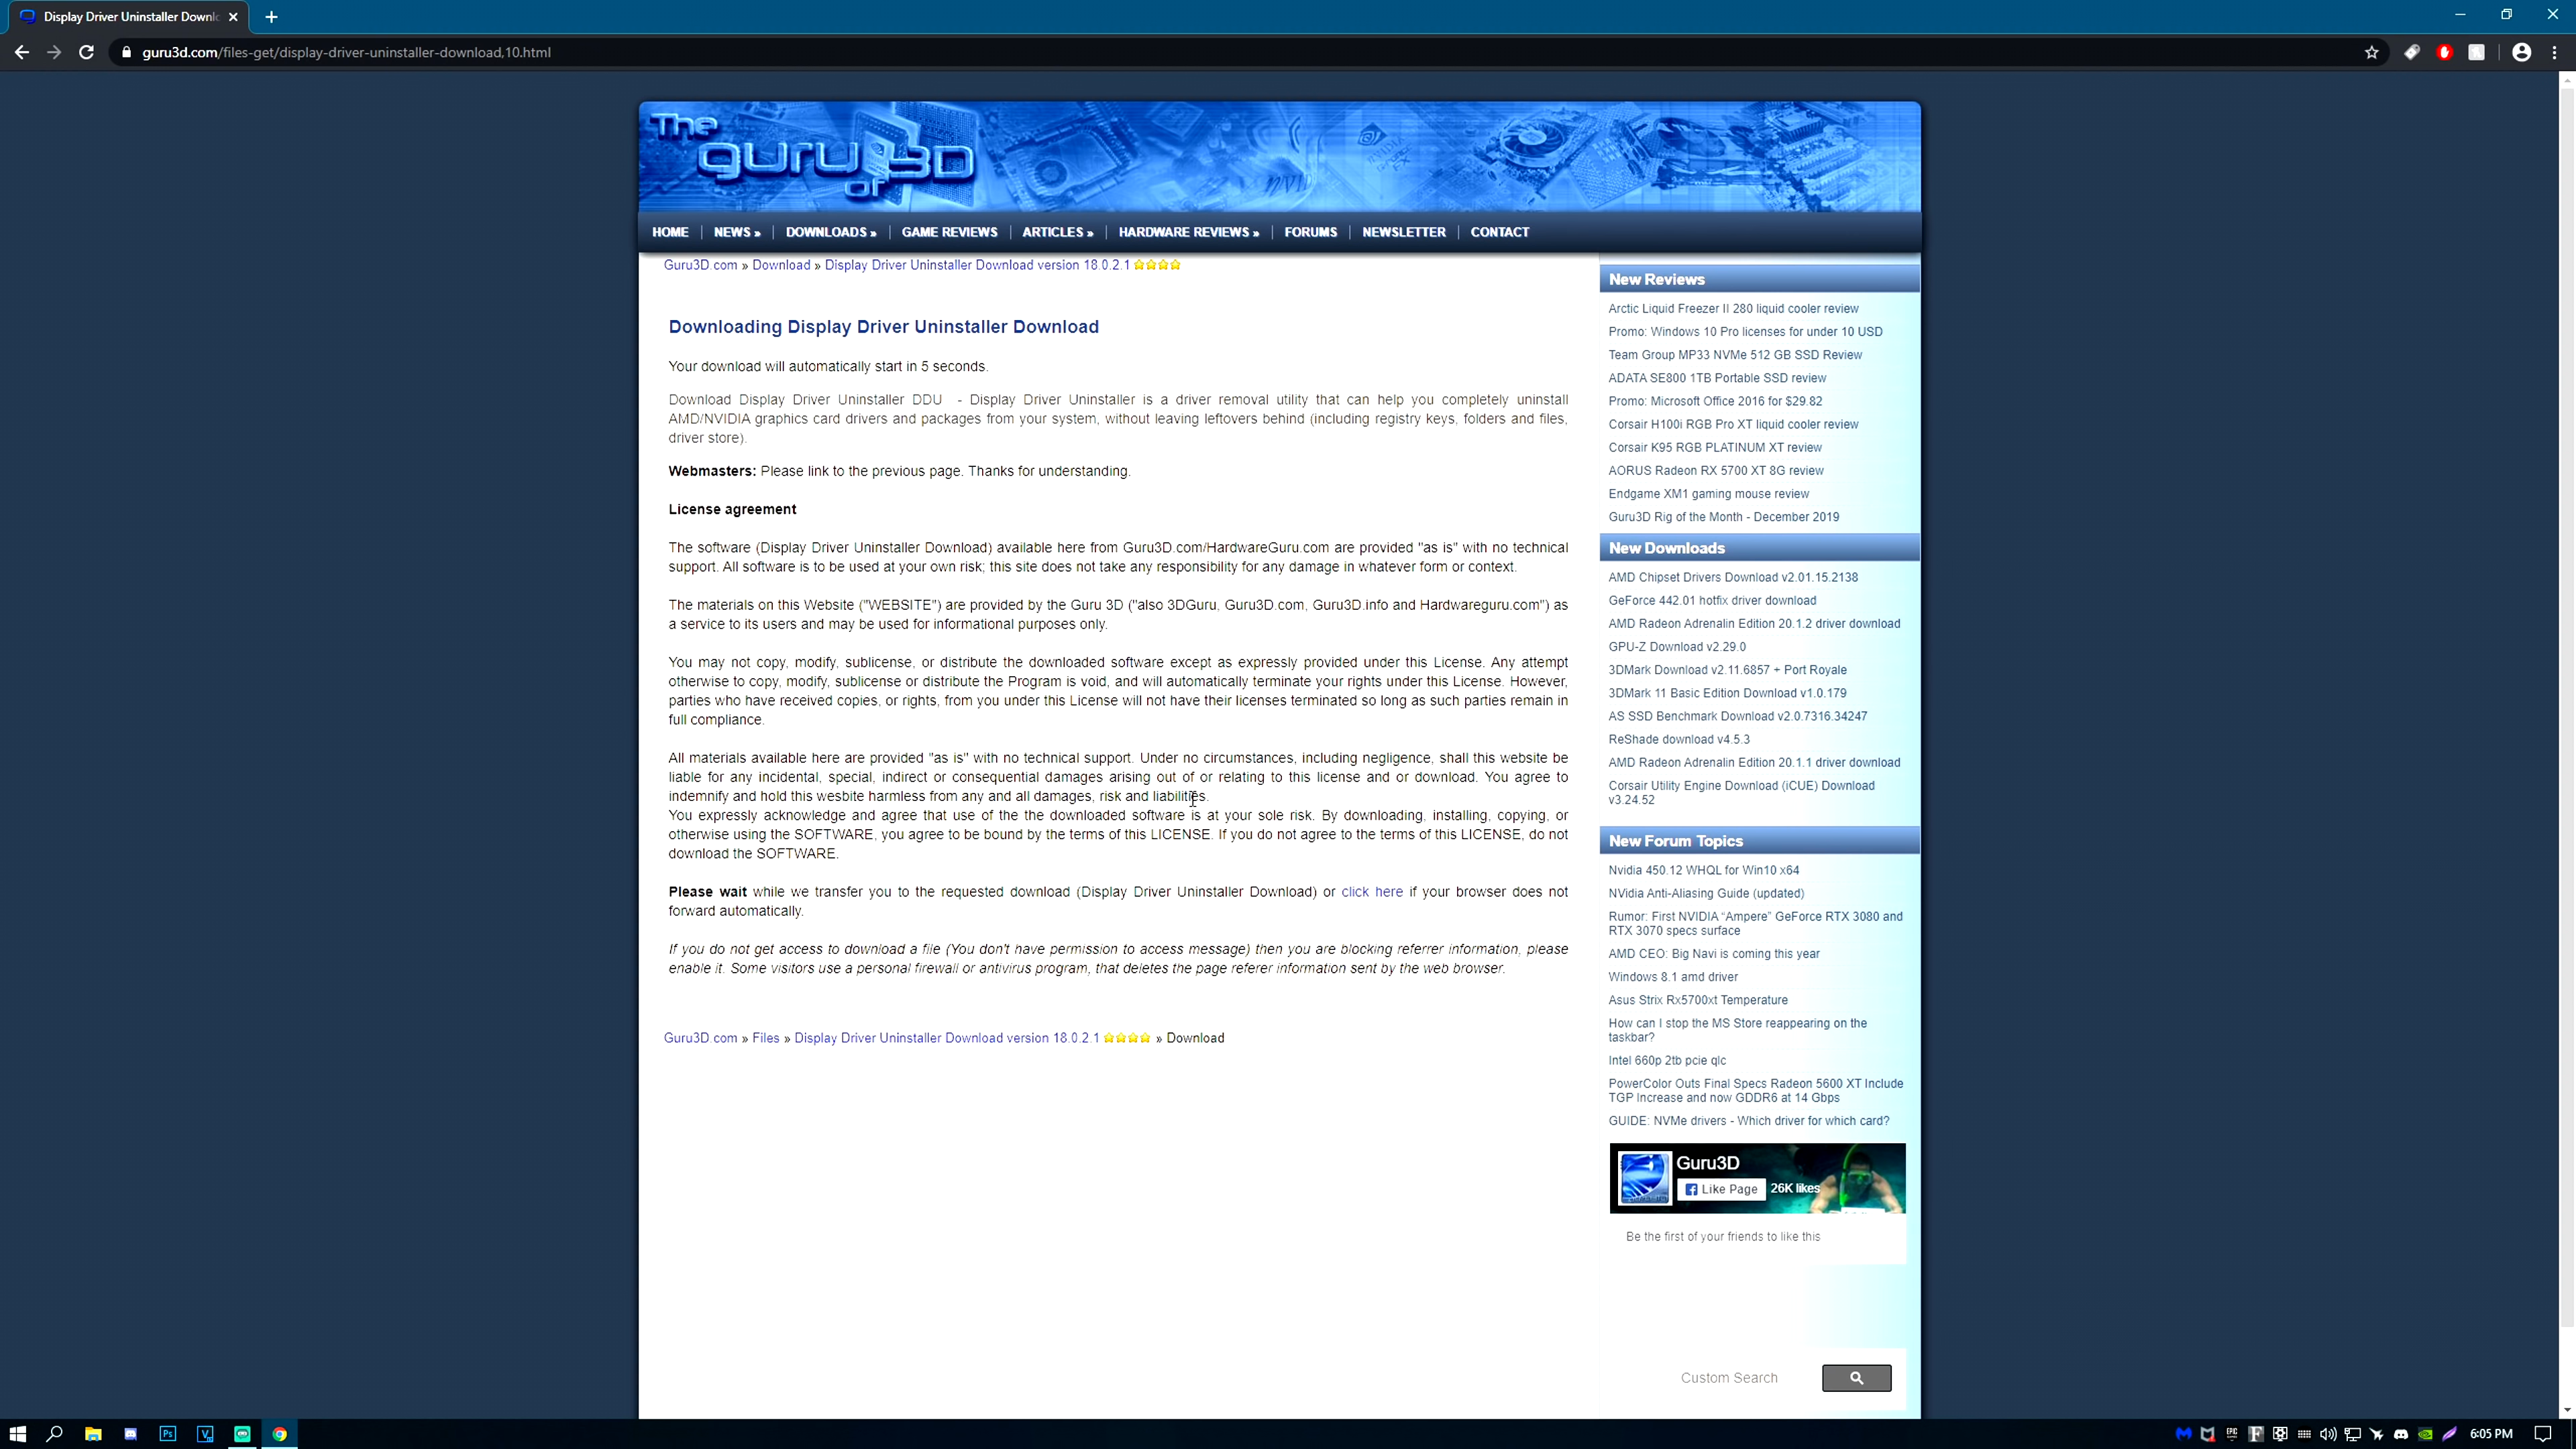 Display Driver Uninstaller Downlo
guru3d.com/files-get/display-driver-uninstaller-download,10.html
The guru of 3D
HOME | NEWS » | DOWNLOADS » | GAME REVIEWS | ARTICLES » | HARDWARE REVIEWS » | FORUMS | NEWSLETTER | CONTACT
Guru3D.com » Download » Display Driver Uninstaller Download version 18.0.2.1
Downloading Display Driver Uninstaller Download
Your download will automatically start in 5 seconds.
Download Display Driver Uninstaller DDU - Display Driver Uninstaller is a driver removal utility that can help you completely uninstall
AMD/NVIDIA graphics card drivers and packages from your system, without leaving leftovers behind (including registry keys, folders and files,
driver store).
Webmasters: Please link to the previous page. Thanks for understanding.
License agreement
The software (Display Driver Uninstaller Download) available here from Guru3D.com/HardwareGuru.com are provided "as is" with no technical
support. All software is to be used at your own risk; this site does not take any responsibility for any damage in whatever form or context.
The materials on this Website ("WEBSITE") are provided by the Guru 3D ("also 3DGuru, Guru3D.com, Guru3D.info and Hardwareguru.com") as
a service to its users and may be used for informational purposes only.
You may not copy, modify, sublicense, or distribute the downloaded software except as expressly provided under this License. Any attempt
otherwise to copy, modify, sublicense or distribute the Program is void, and will automatically terminate your rights under this License. However,
parties who have received copies, or rights, from you under this License will not have their licenses terminated so long as such parties remain in
full compliance.
All materials available here are provided "as is" with no technical support. Under no circumstances, including negligence, shall this website be
liable for any incidental, special, indirect or consequential damages arising out of or relating to this license and or download. You agree to
indemnify and hold this wesbite harmless from any and all damages, risk and liabilities.
You expressly acknowledge and agree that use of the the downloaded software is at your sole risk. By downloading, installing, copying, or
otherwise using the SOFTWARE, you agree to be bound by the terms of this LICENSE. If you do not agree to the terms of this LICENSE, do not
download the SOFTWARE.
Please wait while we transfer you to the requested download (Display Driver Uninstaller Download) or click here if your browser does not
forward automatically.
If you do not get access to download a file (You don't have permission to access message) then you are blocking referrer information, please
enable it. Some visitors use a personal firewall or antivirus program, that deletes the page referer information sent by the web browser.
Guru3D.com » Files » Display Driver Uninstaller Download version 18.0.2.1 » Download
New Reviews
Arctic Liquid Freezer II 280 liquid cooler review
Promo: Windows 10 Pro licenses for under 10 USD
Team Group MP33 NVMe 512 GB SSD Review
ADATA SE800 1TB Portable SSD review
Promo: Microsoft Office 2016 for $29.82
Corsair H100i RGB Pro XT liquid cooler review
Corsair K95 RGB PLATINUM XT review
AORUS Radeon RX 5700 XT 8G review
Endgame XM1 gaming mouse review
Guru3D Rig of the Month - December 2019
New Downloads
AMD Chipset Drivers Download v2.01.15.2138
GeForce 442.01 hotfix driver download
AMD Radeon Adrenalin Edition 20.1.2 driver download
GPU-Z Download v2.29.0
3DMark Download v2.11.6857 + Port Royale
3DMark 11 Basic Edition Download v1.0.179
AS SSD Benchmark Download v2.0.7316.34247
ReShade download v4.5.3
AMD Radeon Adrenalin Edition 20.1.1 driver download
Corsair Utility Engine Download (iCUE) Download
v3.24.52
New Forum Topics
Nvidia 450.12 WHQL for Win10 x64
NVidia Anti-Aliasing Guide (updated)
Rumor: First NVIDIA “Ampere” GeForce RTX 3080 and
RTX 3070 specs surface
AMD CEO: Big Navi is coming this year
Windows 8.1 amd driver
Asus Strix Rx5700xt Temperature
How can I stop the MS Store reappearing on the
taskbar?
Intel 660p 2tb pcie qlc
PowerColor Outs Final Specs Radeon 5600 XT Include
TGP Increase and now GDDR6 at 14 Gbps
GUIDE: NVMe drivers - Which driver for which card?
Guru3D
Like Page 26K likes
Be the first of your friends to like this
Custom Search
Ps
6:05 PM